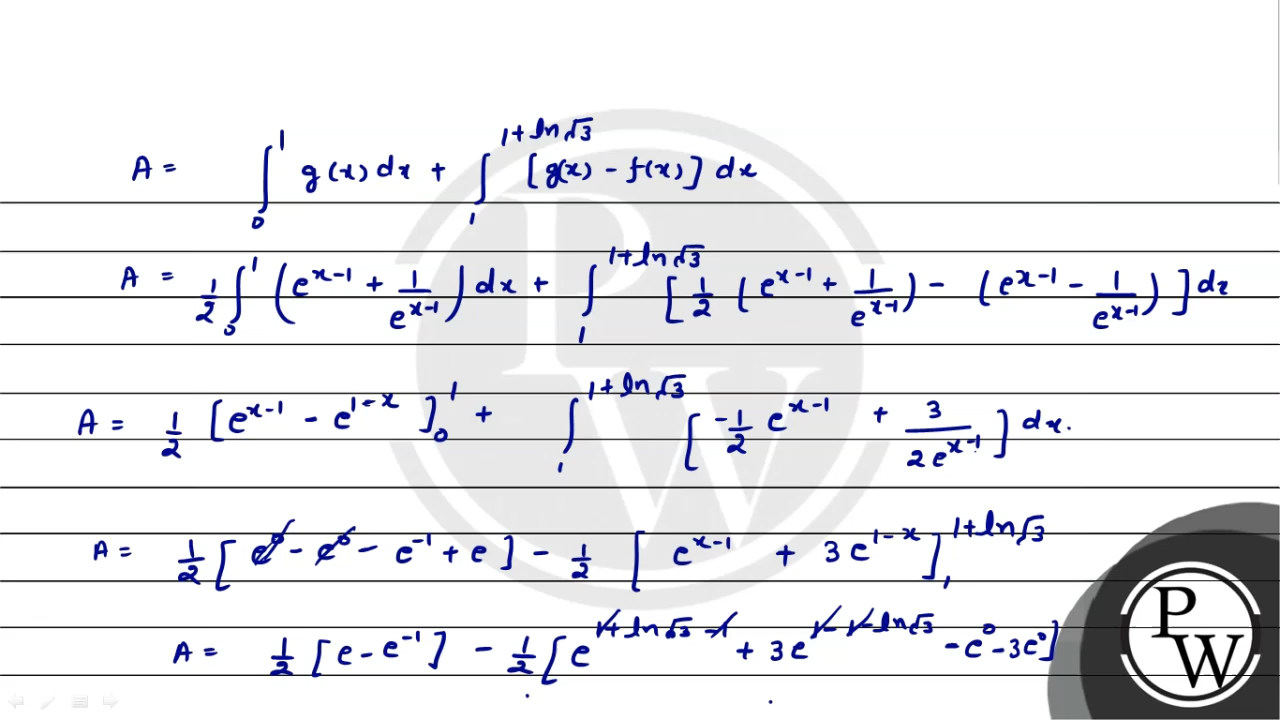 A = ∫₀¹ g(x) dx + ∫₁^(1+ln√3) [g(x) − f(x)] dx
A = 1/2 ∫₀¹ (e^(x−1) + 1/e^(x−1)) dx + ∫₁^(1+ln√3) [1/2 (e^(x−1) + 1/e^(x−1)) − (e^(x−1) − 1/e^(x−1))] dx
A = 1/2 [e^(x−1) − e^(1−x)]₀¹ + ∫₁^(1+ln√3) [−1/2 e^(x−1) + 3/(2e^(x−1))] dx.
A = 1/2 [e⁰ − e⁰ − e⁻¹ + e] − 1/2 [e^(x−1) + 3e^(1−x)]₁^(1+ln√3)
A = 1/2 [e − e⁻¹] − 1/2 [e^(1+ln√3−1) + 3e^(1−1−ln√3) − e⁰ − 3e⁰]
PW
PW